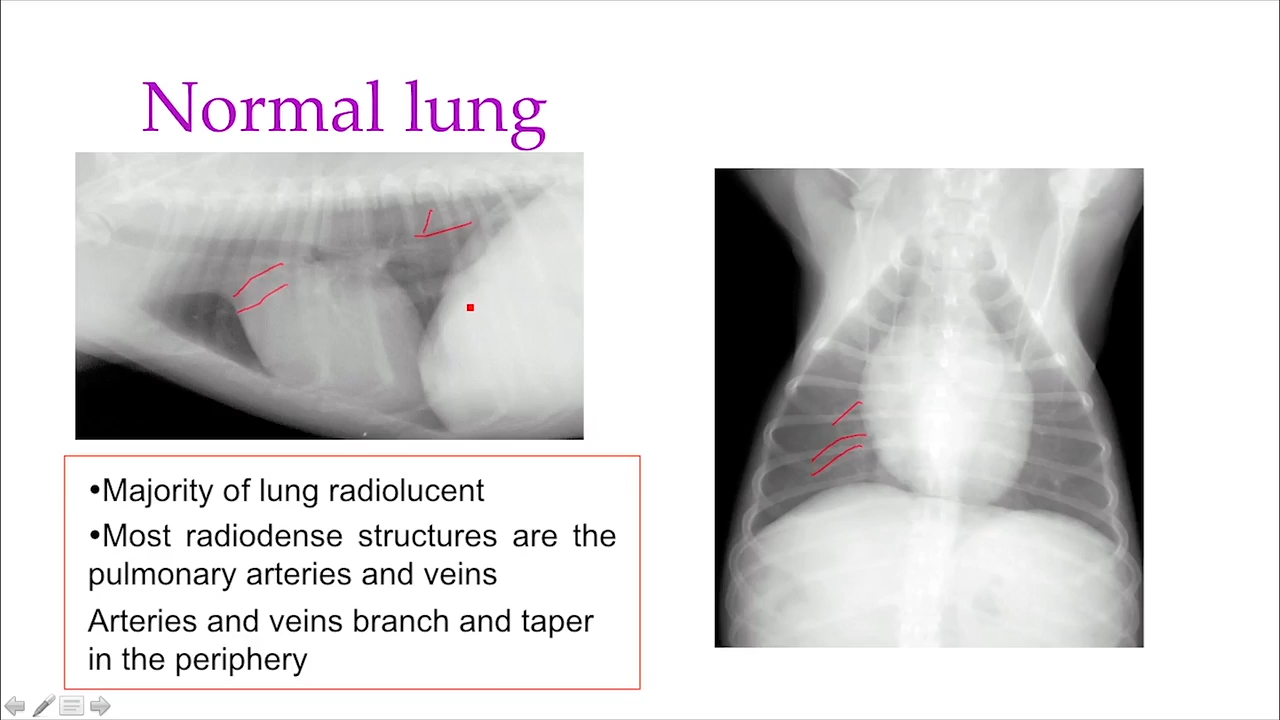 Normal lung
•Majority of lung radiolucent
•Most radiodense structures are the
pulmonary arteries and veins
Arteries and veins branch and taper
in the periphery